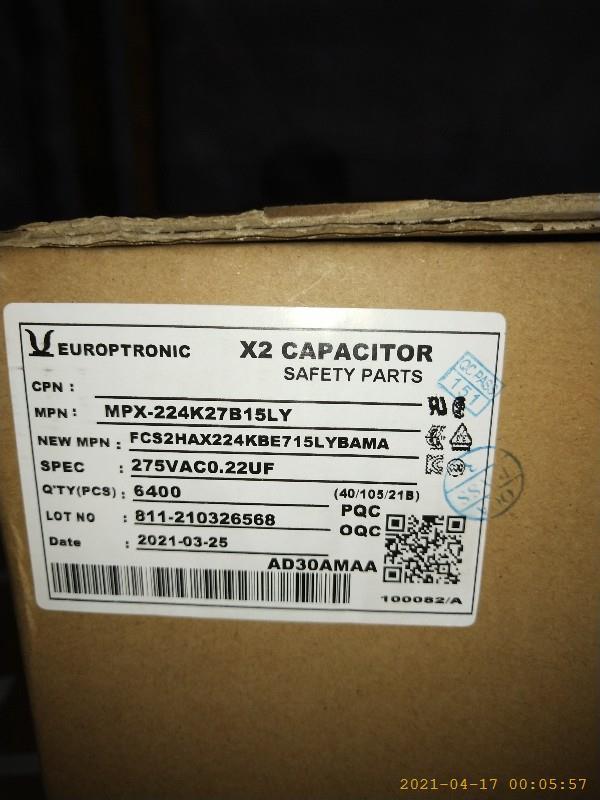 EUROPTRONIC
X2 CAPACITOR
SAFETY PARTS
CPN :
MPN : MPX-224K27B15LY
NEW MPN : FCS2HAX224KBE715LYBAMA
SPEC : 275VAC0.22UF
Q'TY(PCS) : 6400 (40/105/21B)
LOT NO : 811-210326568
PQC
OQC
Date : 2021-03-25
AD30AMAA
100082/A
QC PASS
151
2021-04-17 00:05:57